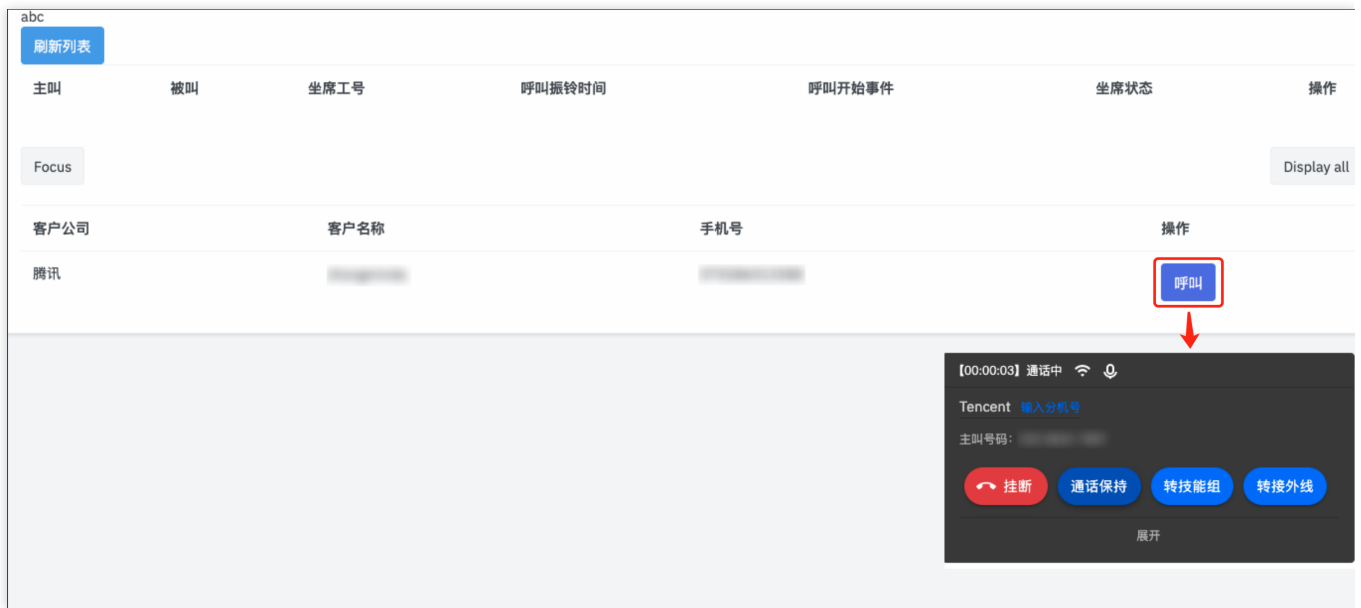 abc
刷新列表
主叫 被叫 坐席工号 呼叫振铃时间 呼叫开始事件 坐席状态 操作
Focus Display all
客户公司 客户名称 手机号 操作
腾讯 呼叫
【00:00:03】通话中
Tencent 输入分机号
主叫号码：
挂断 通话保持 转技能组 转接外线
展开